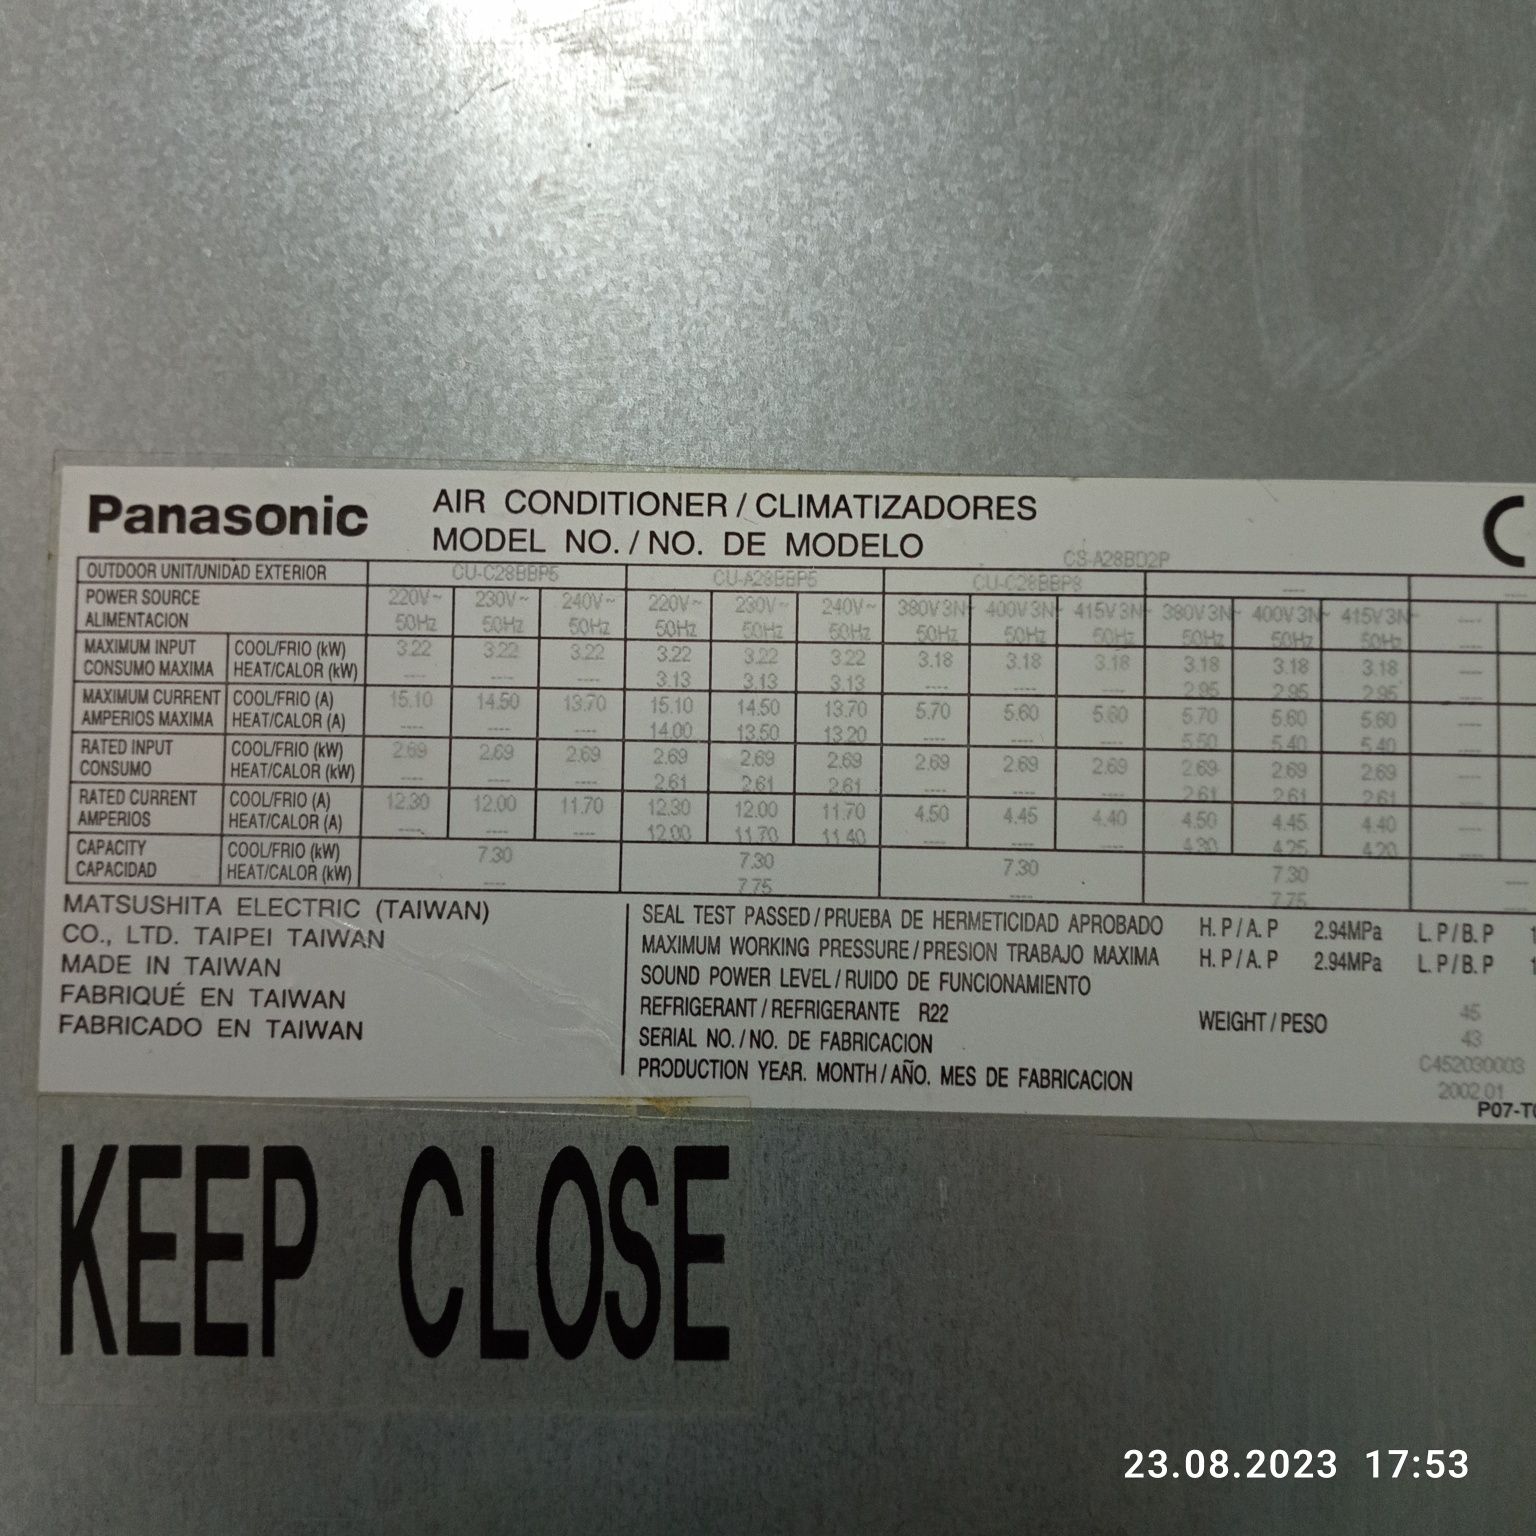 Panasonic AIR CONDITIONER / CLIMATIZADORES
MODEL NO. / NO. DE MODELO CS-A28BD2P
OUTDOOR UNIT/UNIDAD EXTERIOR CU-C28BBP5 CU-A28BBP5 CU-C28BBP8 ----
POWER SOURCE 220V~ 230V~ 240V~ 220V~ 230V~ 240V~ 380V3N~ 400V3N~ 415V3N~ 380V3N~ 400V3N~ 415V3N~ ----
ALIMENTACION 50Hz 50Hz 50Hz 50Hz 50Hz 50Hz 50Hz 50Hz 50Hz 50Hz 50Hz 50Hz
MAXIMUM INPUT COOL/FRIO (kW) 3.22 3.22 3.22 3.22 3.22 3.22 3.18 3.18 3.18 3.18 3.18 3.18 ----
CONSUMO MAXIMA HEAT/CALOR (kW) ---- ---- ---- 3.13 3.13 3.13 ---- ---- ---- 2.95 2.95 2.95
MAXIMUM CURRENT COOL/FRIO (A) 15.10 14.50 13.70 15.10 14.50 13.70 5.70 5.60 5.60 5.70 5.60 5.60 ----
AMPERIOS MAXIMA HEAT/CALOR (A) ---- ---- ---- 14.00 13.50 13.20 ---- ---- ---- 5.50 5.40 5.40
RATED INPUT COOL/FRIO (kW) 2.69 2.69 2.69 2.69 2.69 2.69 2.69 2.69 2.69 2.69 2.69 2.69 ----
CONSUMO HEAT/CALOR (kW) ---- ---- ---- 2.61 2.61 2.61 ---- ---- ---- 2.61 2.61 2.61
RATED CURRENT COOL/FRIO (A) 12.30 12.00 11.70 12.30 12.00 11.70 4.50 4.45 4.40 4.50 4.45 4.40 ----
AMPERIOS HEAT/CALOR (A) ---- ---- ---- 12.00 11.70 11.40 ---- ---- ---- 4.30 4.25 4.20
CAPACITY COOL/FRIO (kW) 7.30 7.30 7.30 7.30 ----
CAPACIDAD HEAT/CALOR (kW) ---- 7.75 ---- 7.75
MATSUSHITA ELECTRIC (TAIWAN)
CO., LTD. TAIPEI TAIWAN
MADE IN TAIWAN
FABRIQUÉ EN TAIWAN
FABRICADO EN TAIWAN
SEAL TEST PASSED / PRUEBA DE HERMETICIDAD APROBADO H. P / A. P 2.94MPa L. P / B. P
MAXIMUM WORKING PRESSURE / PRESION TRABAJO MAXIMA H. P / A. P 2.94MPa L. P / B. P
SOUND POWER LEVEL / RUIDO DE FUNCIONAMIENTO 45
REFRIGERANT / REFRIGERANTE R22 WEIGHT / PESO 43
SERIAL NO. / NO. DE FABRICACION C452030003
PRODUCTION YEAR. MONTH / AÑO. MES DE FABRICACION 2002.01
KEEP CLOSE
23.08.2023 17:53